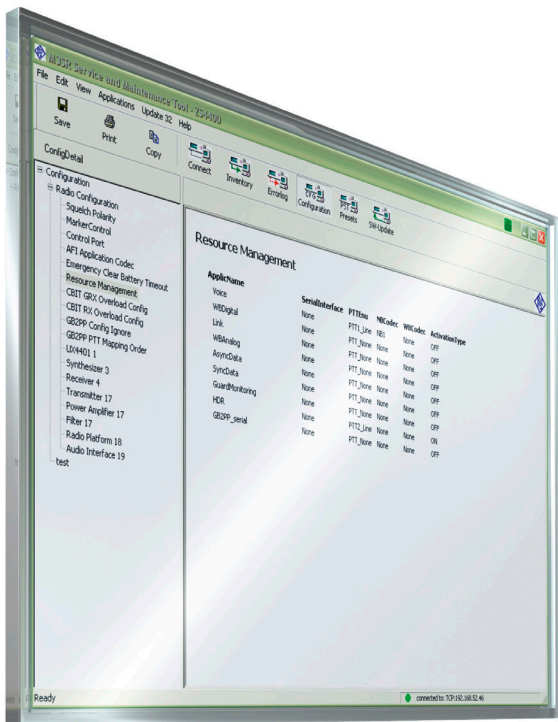 M3SR Service and Maintenance Tool - ZS4400
File Edit View Applications Update 32 Help
Save Print Copy Connect Inventory Errorlog Configuration Presets SW-Update
ConfigDetail
Configuration
Radio Configuration
Squelch Polarity
MarkerControl
Control Port
AFI Application Codec
Emergency Clear Battery Timeout
Resource Management
CBIT GRX Overload Config
CBIT RX Overload Config
GB2PP Config Ignore
GB2PP PTT Mapping Order
UX4401 1
Synthesizer 3
Receiver 4
Transmitter 17
Power Amplifier 17
Filter 17
Radio Platform 18
Audio Interface 19
test
Resource Management
ApplicName SerialInterface PTTEnu NBCodec WBCodec ActivationType
Voice None PTT1_Line NB1 None OFF
WBDigital None PTT_None None None OFF
Link None PTT_None None None OFF
WBAnalog None PTT_None None None OFF
AsyncData None PTT_None None None OFF
SyncData None PTT_None None None OFF
GuardMonitoring None PTT_None None None OFF
HDR None PTT2_Line None None ON
GB2PP_serial None PTT_None None None OFF
Ready
connected to: TCP:192.168.52.46